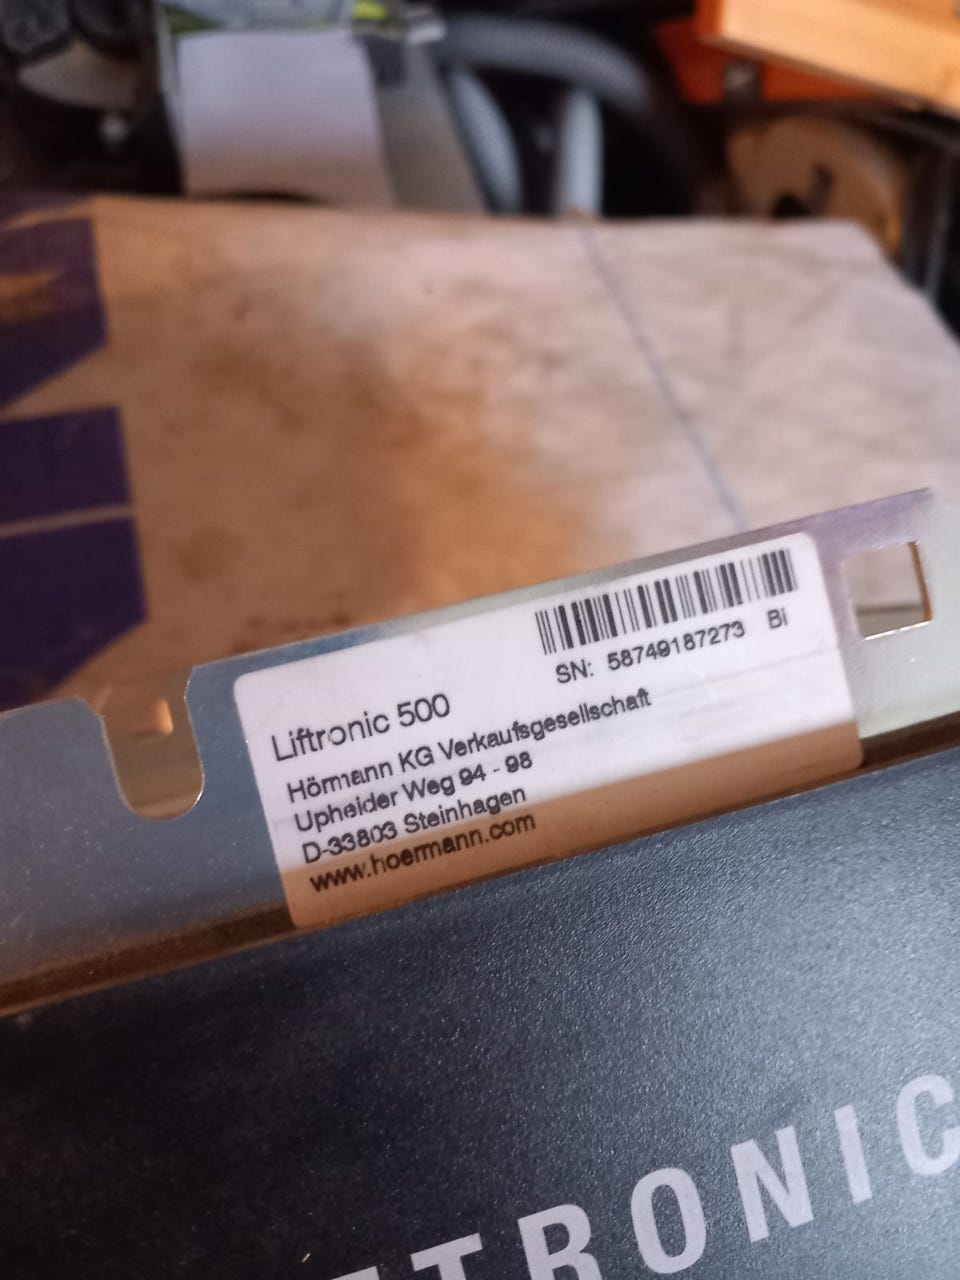 SN: 58749187273 Bi
Liftronic 500
Hörmann KG Verkaufsgesellschaft
Upheider Weg 94 - 98
D-33803 Steinhagen
www.hoermann.com
TRONIC